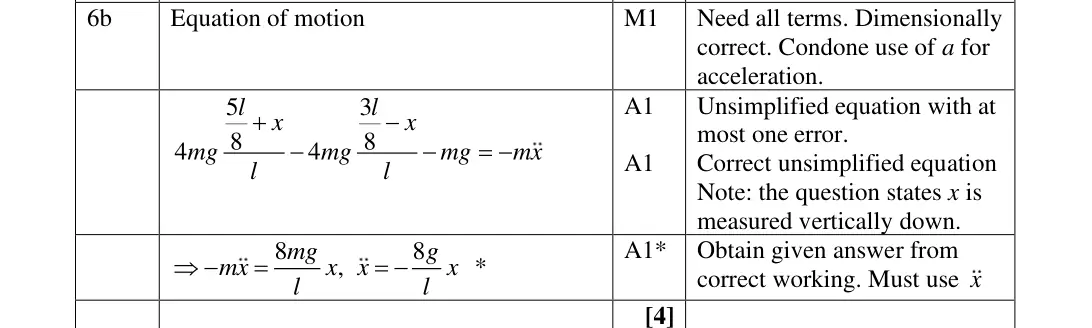 6b Equation of motion M1 Need all terms. Dimensionally
correct. Condone use of a for
acceleration.
4mg (5l/8 + x)/l − 4mg (3l/8 − x)/l − mg = −mẍ
A1 Unsimplified equation with at
most one error.
A1 Correct unsimplified equation
Note: the question states x is
measured vertically down.
⇒ −mẍ = 8mg/l x, ẍ = − 8g/l x *
A1* Obtain given answer from
correct working. Must use ẍ
[4]